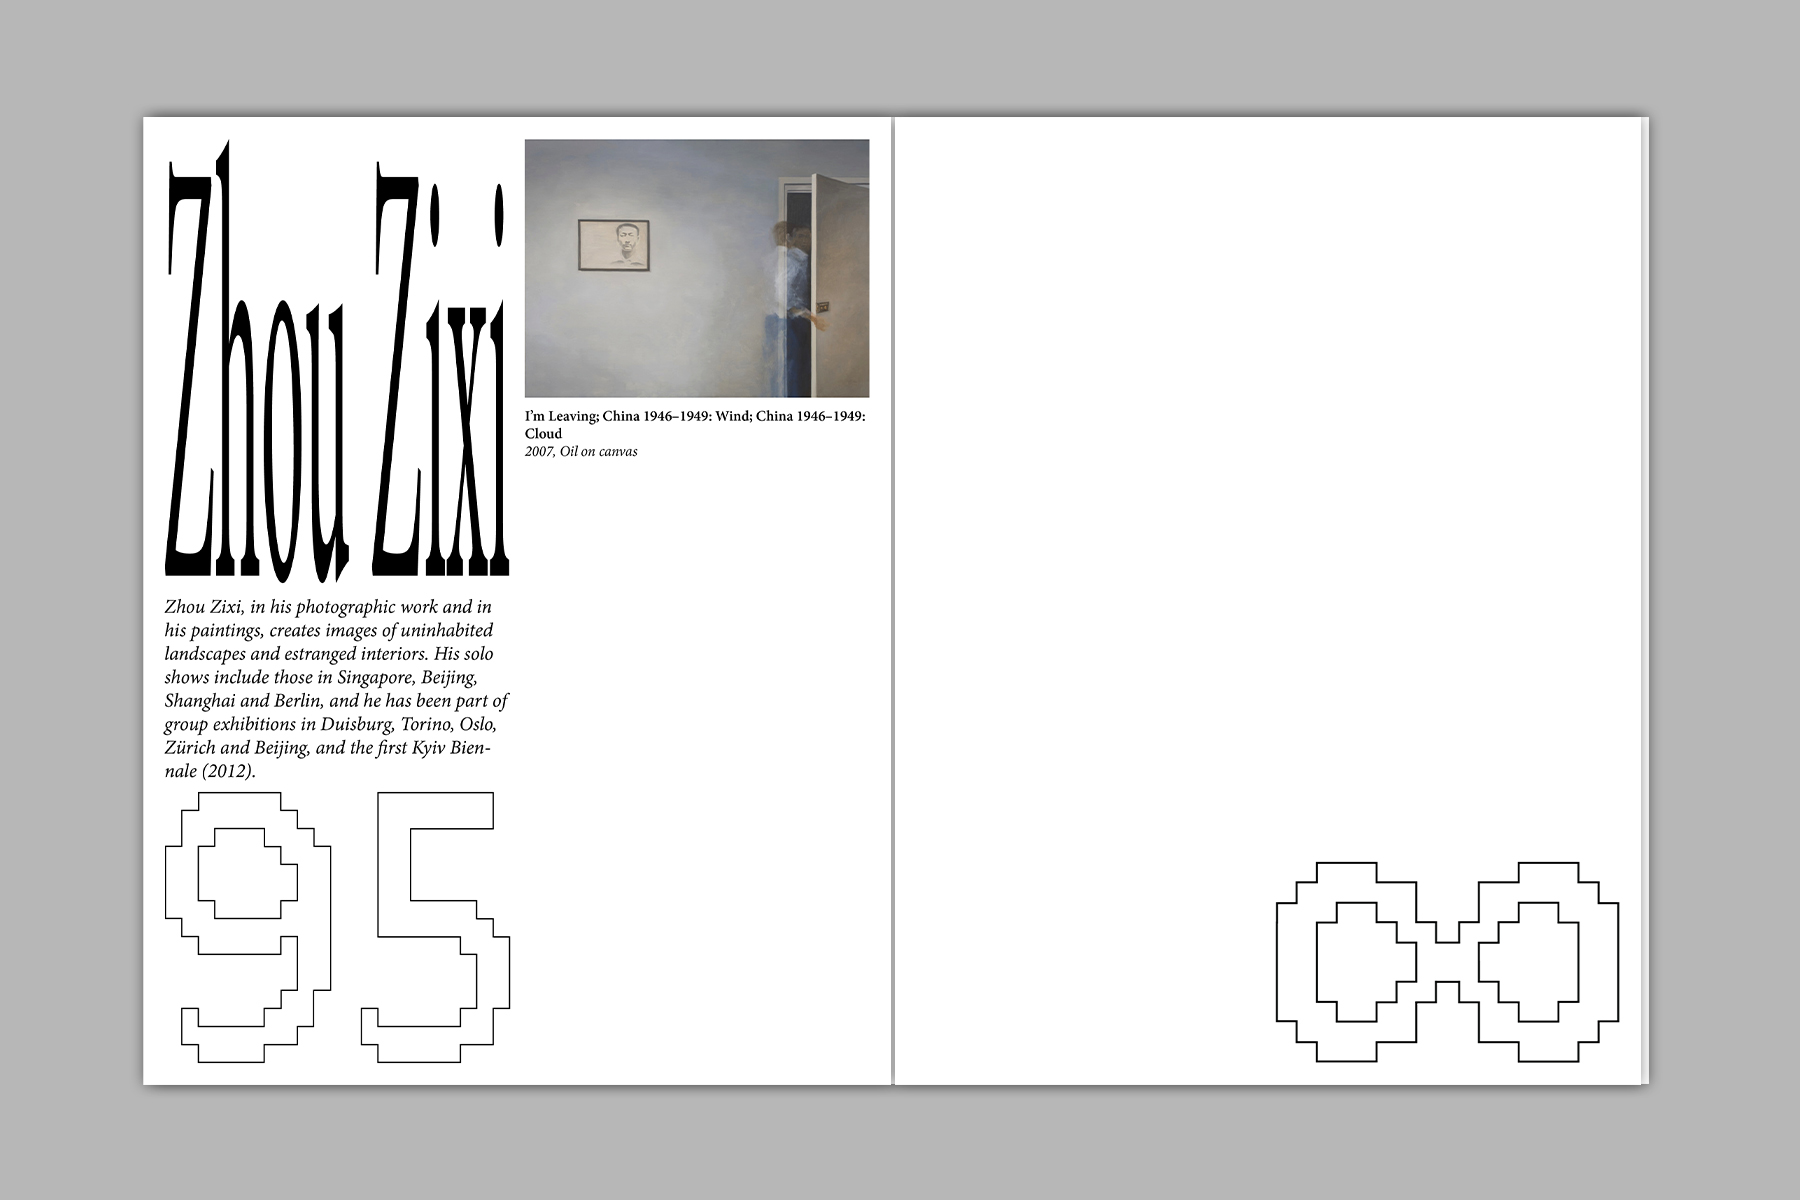 Zhou Zixi
I'm Leaving; China 1946–1949: Wind; China 1946–1949:
Cloud
2007, Oil on canvas
Zhou Zixi, in his photographic work and in
his paintings, creates images of uninhabited
landscapes and estranged interiors. His solo
shows include those in Singapore, Beijing,
Shanghai and Berlin, and he has been part of
group exhibitions in Duisburg, Torino, Oslo,
Zürich and Beijing, and the first Kyiv Bien-
nale (2012).
95